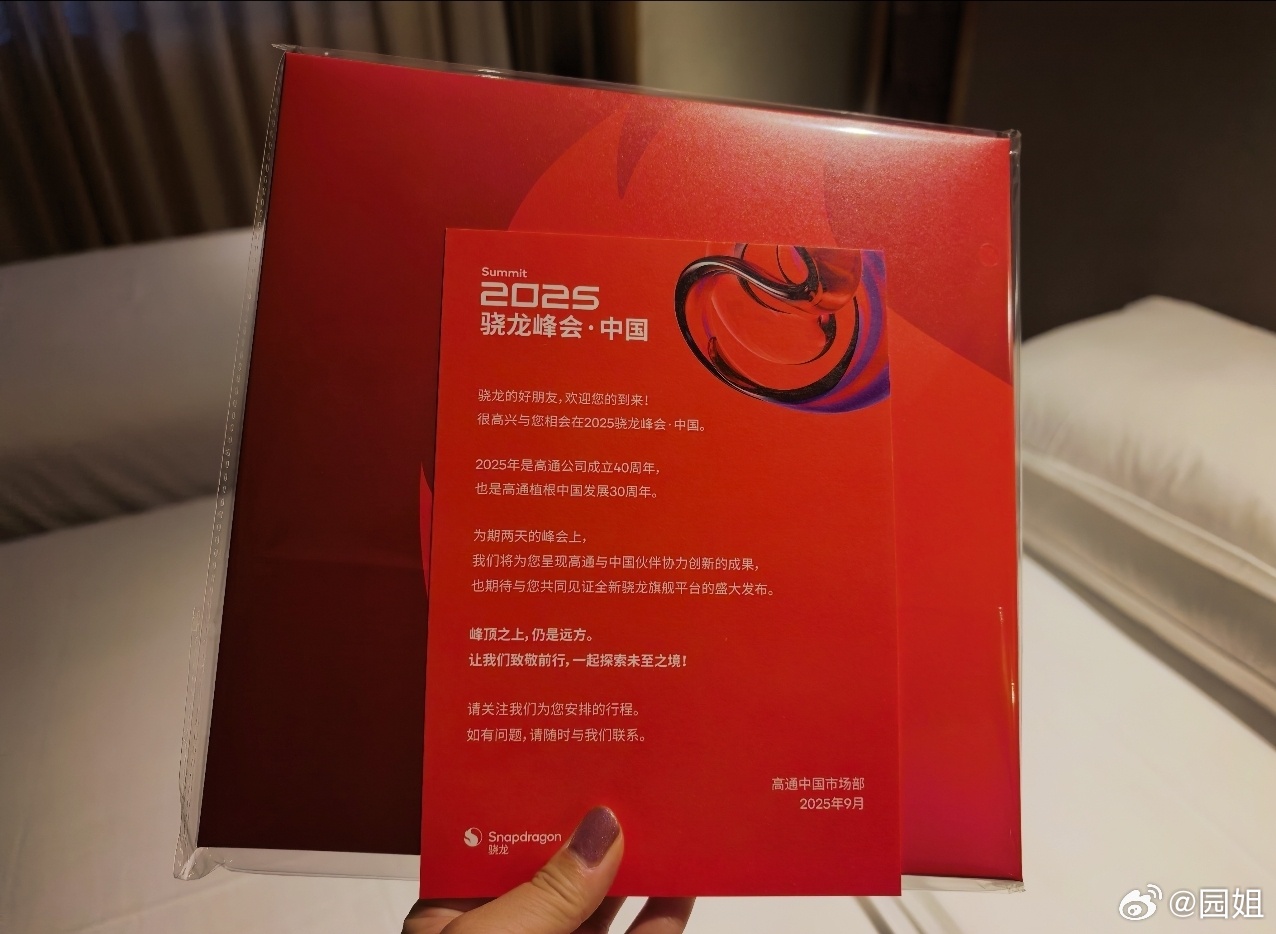 Summit
2025
骁龙峰会·中国
骁龙的好朋友,欢迎您的到来!
很高兴与您相会在2025骁龙峰会·中国。
2025年是高通公司成立40周年,
也是高通植根中国发展30周年。
为期两天的峰会上,
我们将为您呈现高通与中国伙伴协力创新的成果,
也期待与您共同见证全新骁龙旗舰平台的盛大发布。
峰顶之上,仍是远方。
让我们致敬前行,一起探索未至之境!
请关注我们为您安排的行程。
如有问题,请随时与我们联系。
高通中国市场部
2025年9月
Snapdragon
骁龙
@园姐